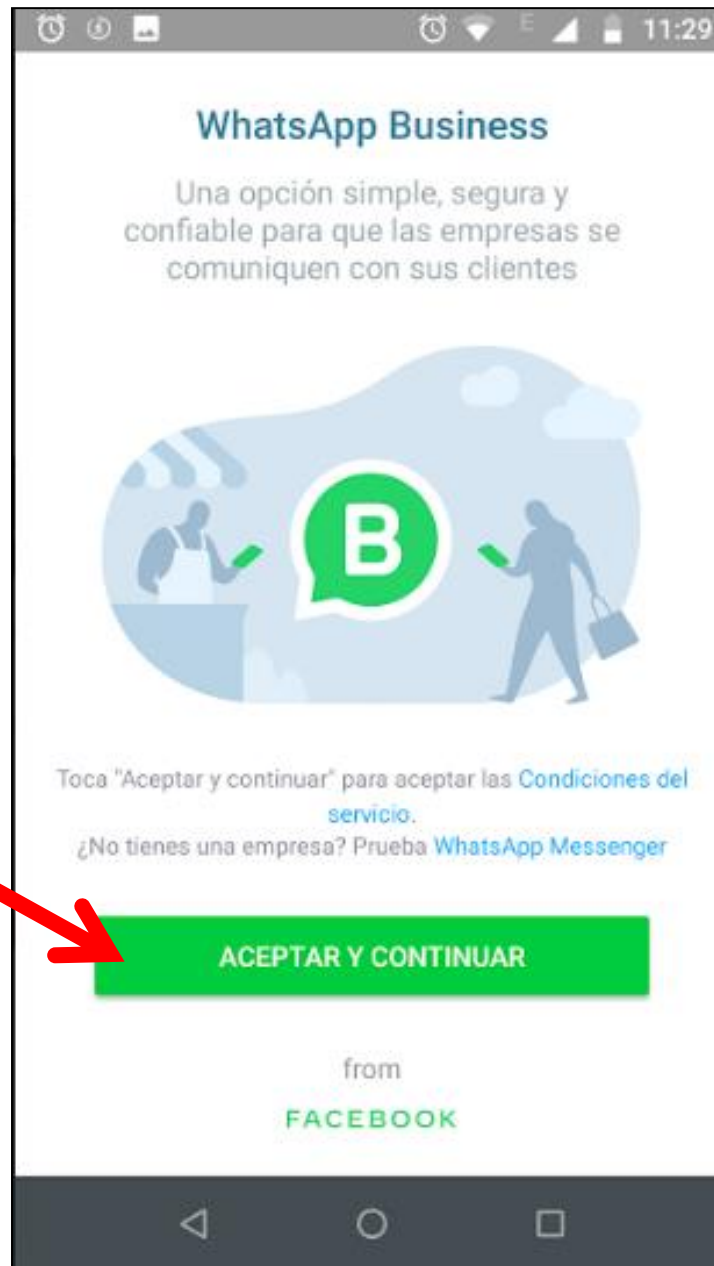 E 11:29
WhatsApp Business
Una opción simple, segura y
confiable para que las empresas se
comuniquen con sus clientes
B
Toca "Aceptar y continuar" para aceptar las Condiciones del
servicio.
¿No tienes una empresa? Prueba WhatsApp Messenger
ACEPTAR Y CONTINUAR
from
FACEBOOK